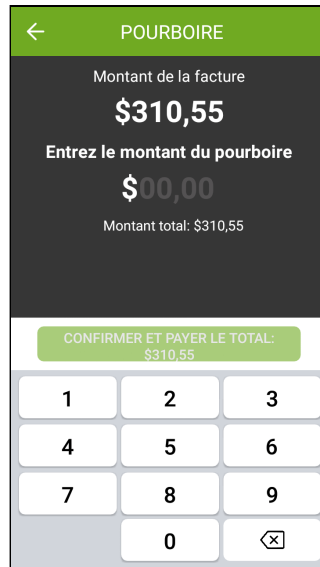 POURBOIRE
Montant de la facture
$310,55
Entrez le montant du pourboire
$00,00
Montant total: $310,55
CONFIRMER ET PAYER LE TOTAL:
$310,55
1 2 3
4 5 6
7 8 9
0